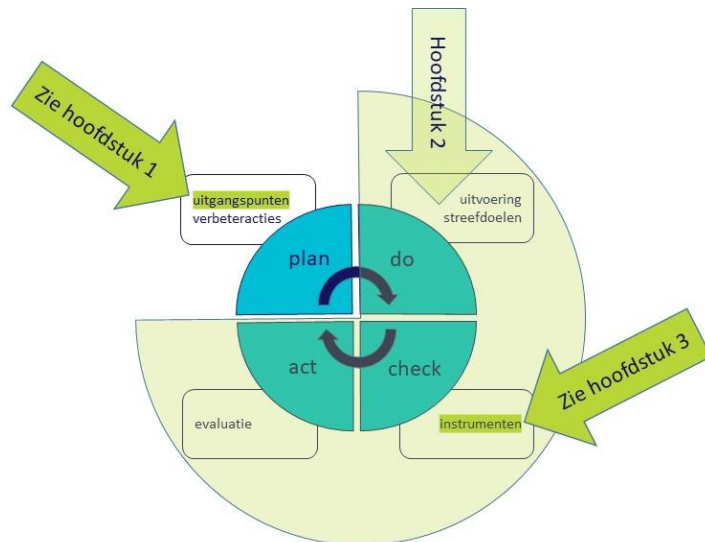 Zie hoofdstuk 1
Hoofdstuk 2
uitgangspunten
verbeteracties
uitvoering
streefdoelen
plan
do
act
check
evaluatie
instrumenten
Zie hoofdstuk 3